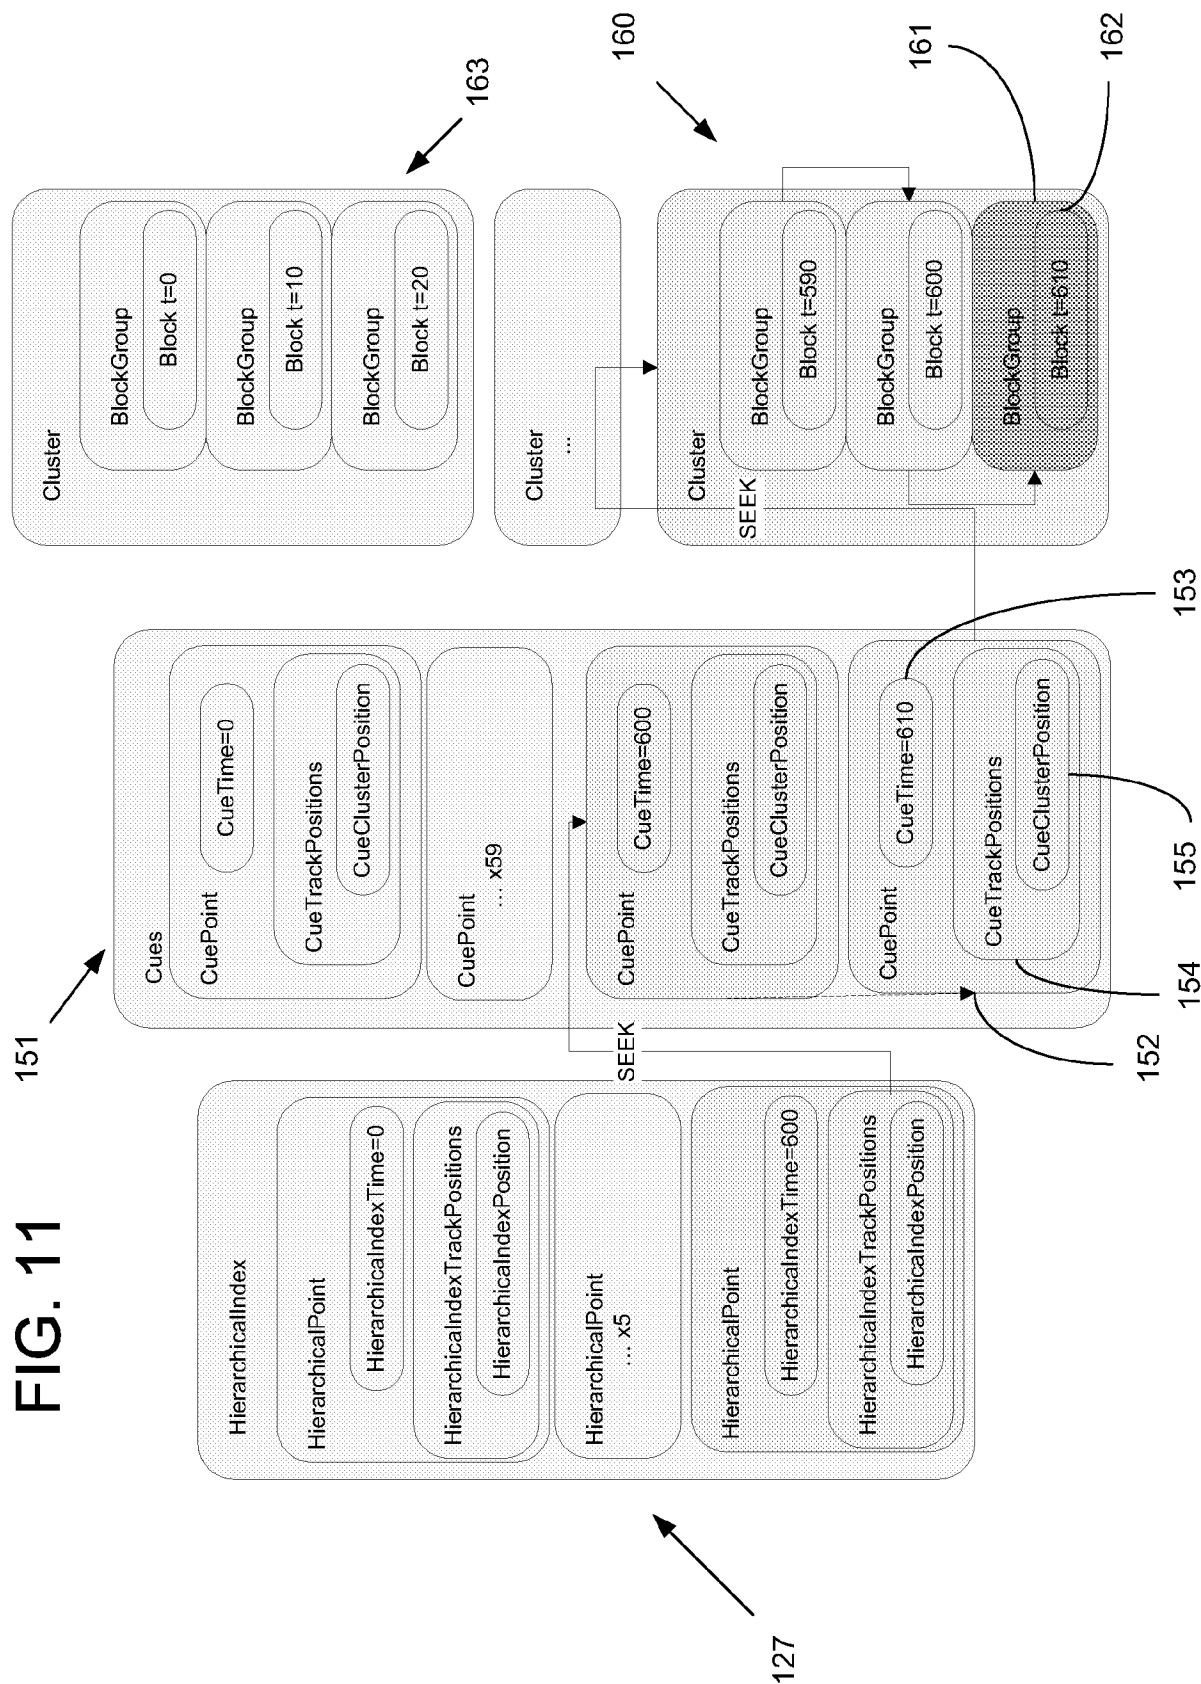 FIG. 11
127
HierarchicalIndex
HierarchicalPoint
HierarchicalIndexTime=0
HierarchicalIndexTrackPositions
HierarchicalIndexPosition
HierarchicalPoint
... x5
HierarchicalPoint
HierarchicalIndexTime=600
HierarchicalIndexTrackPositions
HierarchicalIndexPosition
SEEK
151
Cues
CuePoint
CueTime=0
CueTrackPositions
CueClusterPosition
CuePoint
... x59
CuePoint
CueTime=600
CueTrackPositions
CueClusterPosition
CuePoint
CueTime=610
CueTrackPositions
CueClusterPosition
152
154
155
153
SEEK
Cluster
BlockGroup
Block t=0
BlockGroup
Block t=10
BlockGroup
Block t=20
163
Cluster
...
160
Cluster
BlockGroup
Block t=590
BlockGroup
Block t=600
BlockGroup
Block t=610
161
162